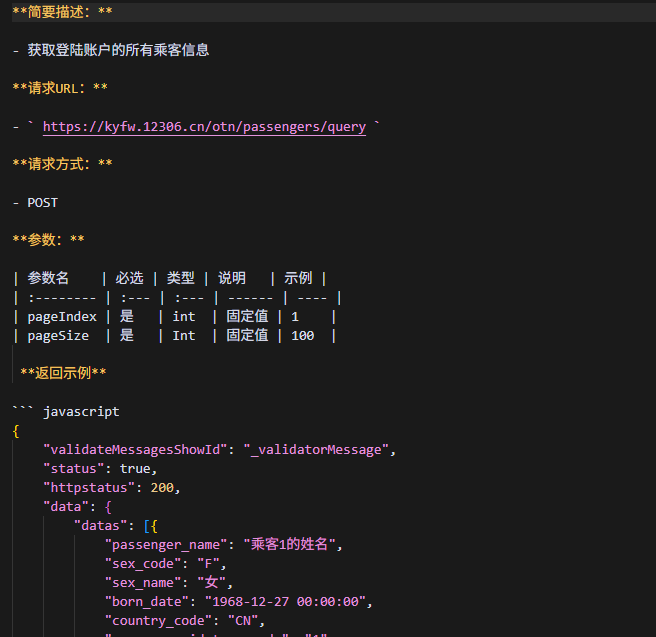 **简要描述：**
- 获取登陆账户的所有乘客信息
**请求URL：**
- ` https://kyfw.12306.cn/otn/passengers/query `
**请求方式：**
- POST
**参数：**
| 参数名    | 必选 | 类型 | 说明   | 示例 |
| :-------- | :--- | :--- | ------ | ---- |
| pageIndex | 是   | int  | 固定值 | 1    |
| pageSize  | 是   | Int  | 固定值 | 100  |
 **返回示例**
``` javascript
{
    "validateMessagesShowId": "_validatorMessage",
    "status": true,
    "httpstatus": 200,
    "data": {
        "datas": [{
            "passenger_name": "乘客1的姓名",
            "sex_code": "F",
            "sex_name": "女",
            "born_date": "1968-12-27 00:00:00",
            "country_code": "CN",